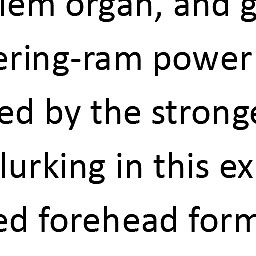 lem organ, and g
ering-ram power
ed by the stronge
lurking in this ex
ed forehead form